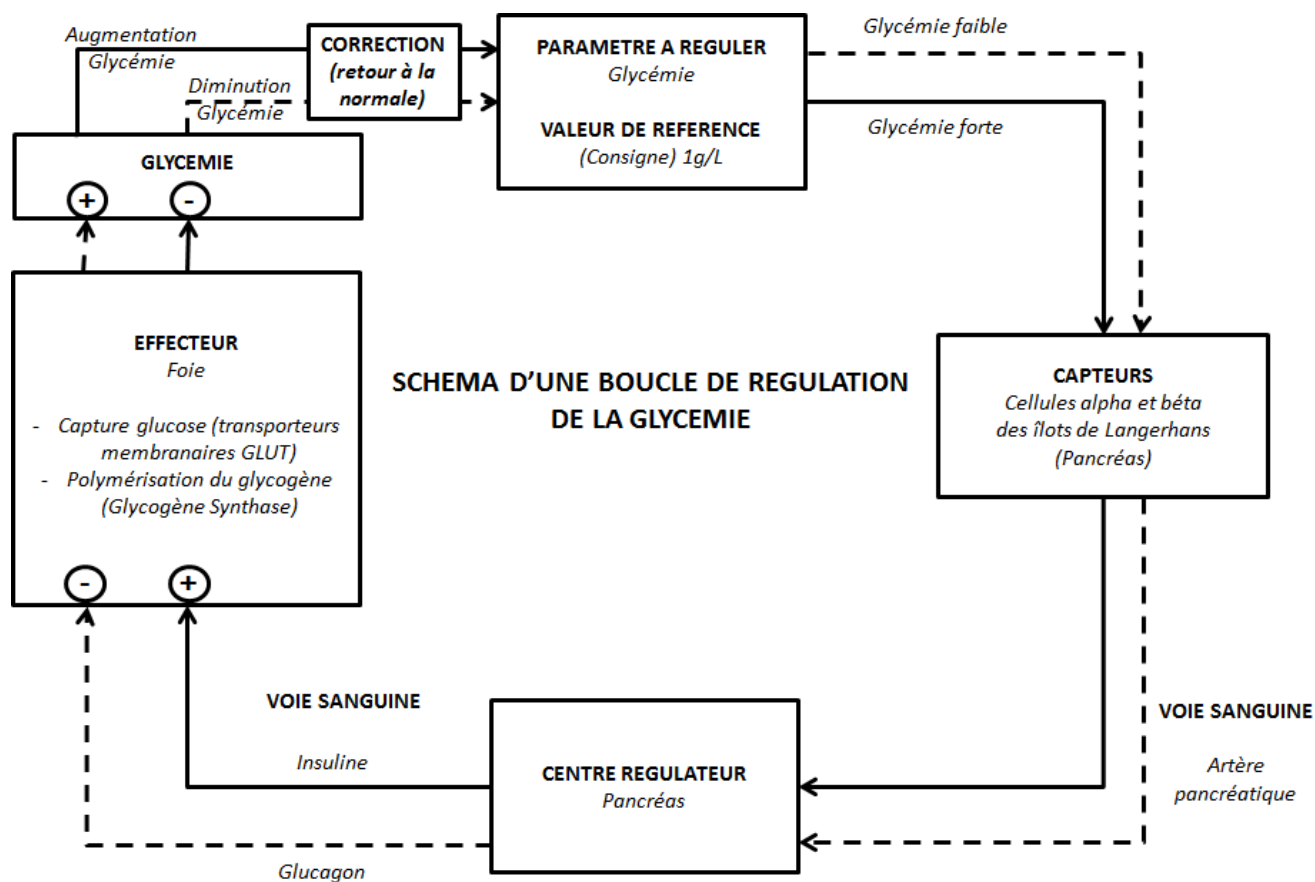 Augmentation
Glycémie
Diminution
Glycémie
CORRECTION
(retour à la
normale)
PARAMETRE A REGULER
Glycémie
VALEUR DE REFERENCE
(Consigne) 1g/L
Glycémie faible
Glycémie forte
GLYCEMIE
+
-
EFFECTEUR
Foie
- Capture glucose (transporteurs
membranaires GLUT)
- Polymérisation du glycogène
(Glycogène Synthase)
-
+
SCHEMA D'UNE BOUCLE DE REGULATION
DE LA GLYCEMIE
CAPTEURS
Cellules alpha et béta
des îlots de Langerhans
(Pancréas)
VOIE SANGUINE
Insuline
Glucagon
CENTRE REGULATEUR
Pancréas
VOIE SANGUINE
Artère
pancréatique